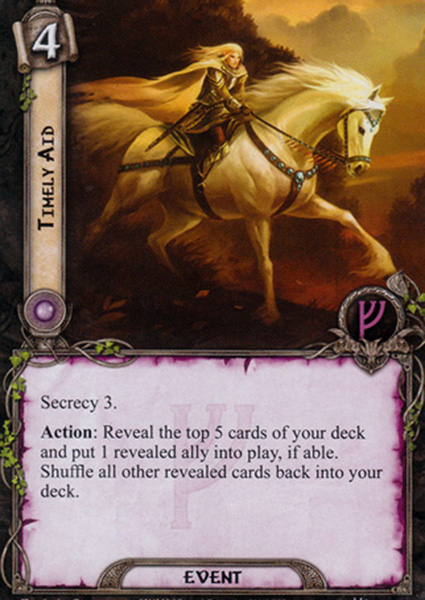 4
TIMELY AID
Secrecy 3.
Action: Reveal the top 5 cards of your deck
and put 1 revealed ally into play, if able.
Shuffle all other revealed cards back into your
deck.
EVENT